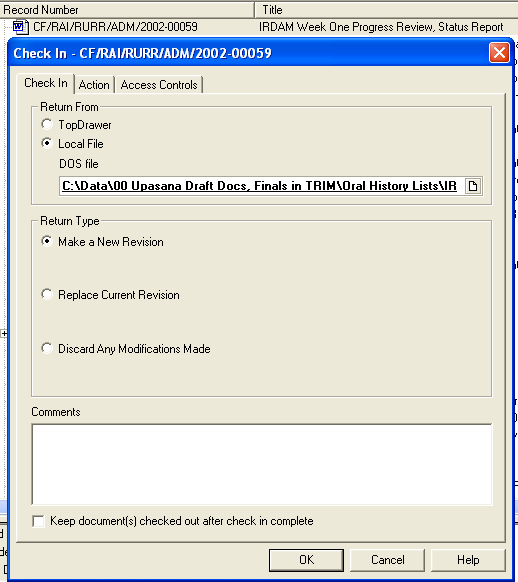 Record Number Title
CF/RAI/RURR/ADM/2002-00059 IRDAM Week One Progress Review, Status Report
Check In - CF/RAI/RURR/ADM/2002-00059
Check In Action Access Controls
Return From
TopDrawer
Local File
DOS file
C:\Data\00 Upasana Draft Docs, Finals in TRIM\Oral History Lists\IR
Return Type
Make a New Revision
Replace Current Revision
Discard Any Modifications Made
Comments
Keep document(s) checked out after check in complete
OK Cancel Help